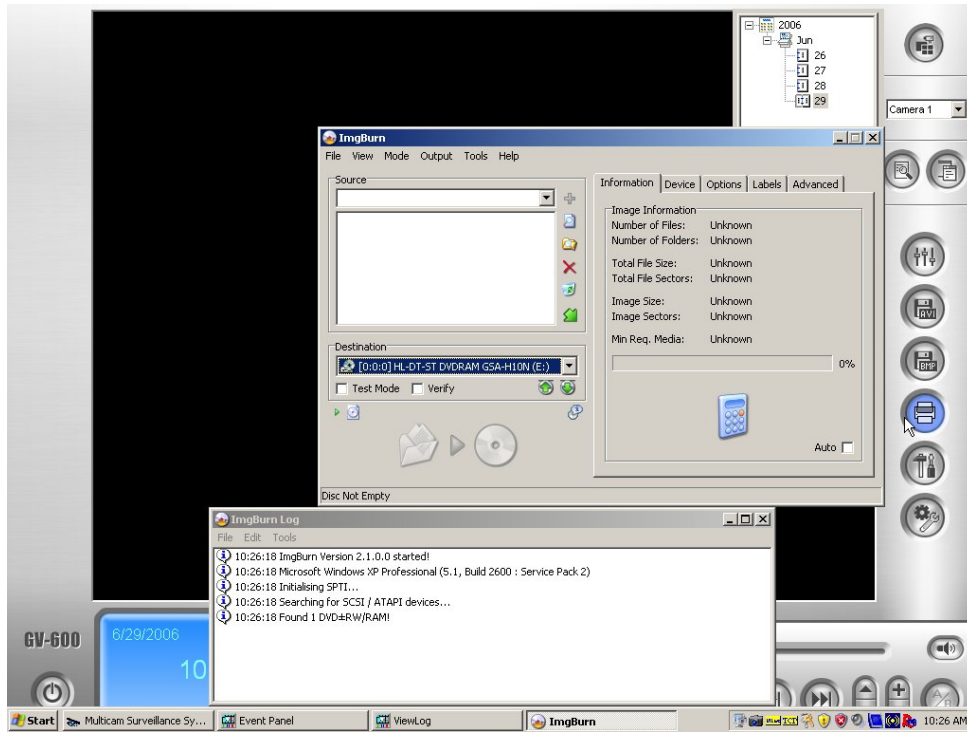 2006
Jun
26
27
28
29
Camera 1
ImgBurn
File View Mode Output Tools Help
Source
Information Device Options Labels Advanced
Image Information
Number of Files: Unknown
Number of Folders: Unknown
Total File Size: Unknown
Total File Sectors: Unknown
Image Size: Unknown
Image Sectors: Unknown
Min Req. Media: Unknown
0%
Auto
Destination
[0:0:0] HL-DT-ST DVDRAM GSA-H10N (E:)
Test Mode Verify
Disc Not Empty
AVI
BMP
ImgBurn Log
File Edit Tools
10:26:18 ImgBurn Version 2.1.0.0 started!
10:26:18 Microsoft Windows XP Professional (5.1, Build 2600 : Service Pack 2)
10:26:18 Initialising SPTI...
10:26:18 Searching for SCSI / ATAPI devices...
10:26:18 Found 1 DVD±RW/RAM!
GV-600
6/29/2006
10
A/B
Start Multicam Surveillance Sy... Event Panel ViewLog ImgBurn 10:26 AM